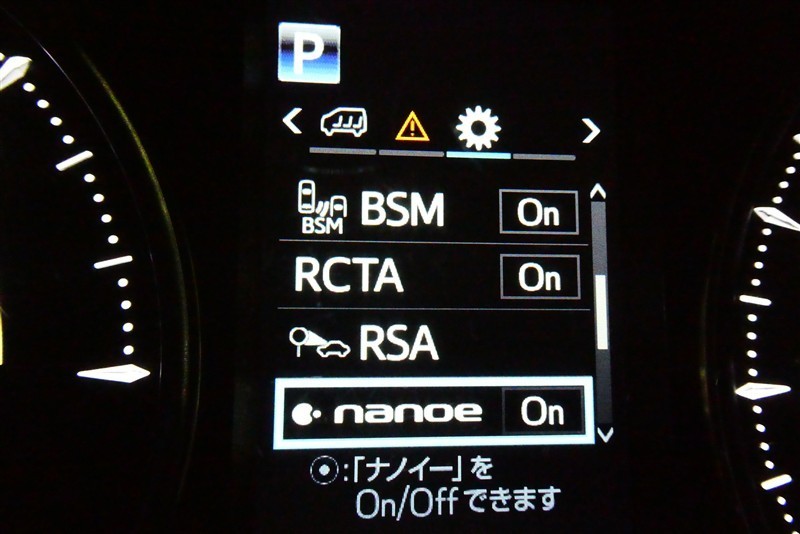 P
BSM
BSM On
RCTA On
RSA
nanoe On
:「ナノイー」を
On/Offできます